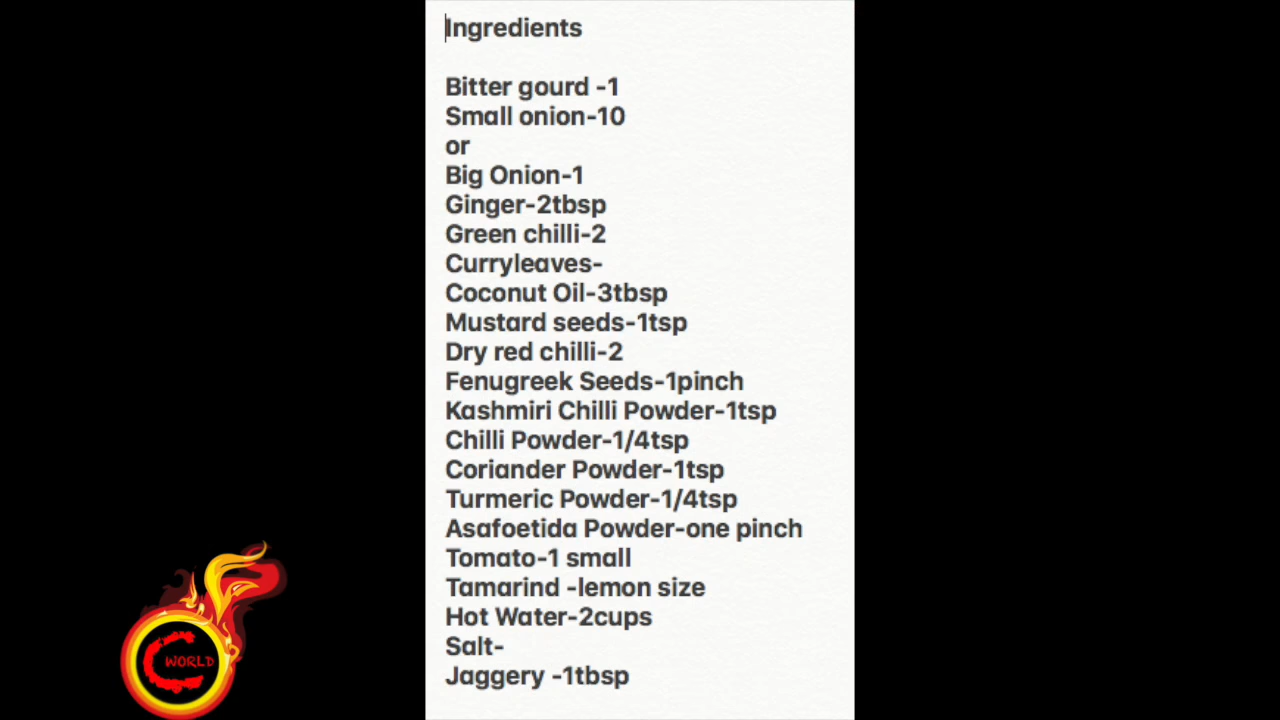 Ingredients
Bitter gourd -1
Small onion-10
or
Big Onion-1
Ginger-2tbsp
Green chilli-2
Curryleaves-
Coconut Oil-3tbsp
Mustard seeds-1tsp
Dry red chilli-2
Fenugreek Seeds-1pinch
Kashmiri Chilli Powder-1tsp
Chilli Powder-1/4tsp
Coriander Powder-1tsp
Turmeric Powder-1/4tsp
Asafoetida Powder-one pinch
Tomato-1 small
Tamarind -lemon size
Hot Water-2cups
Salt-
Jaggery -1tbsp
C WORLD